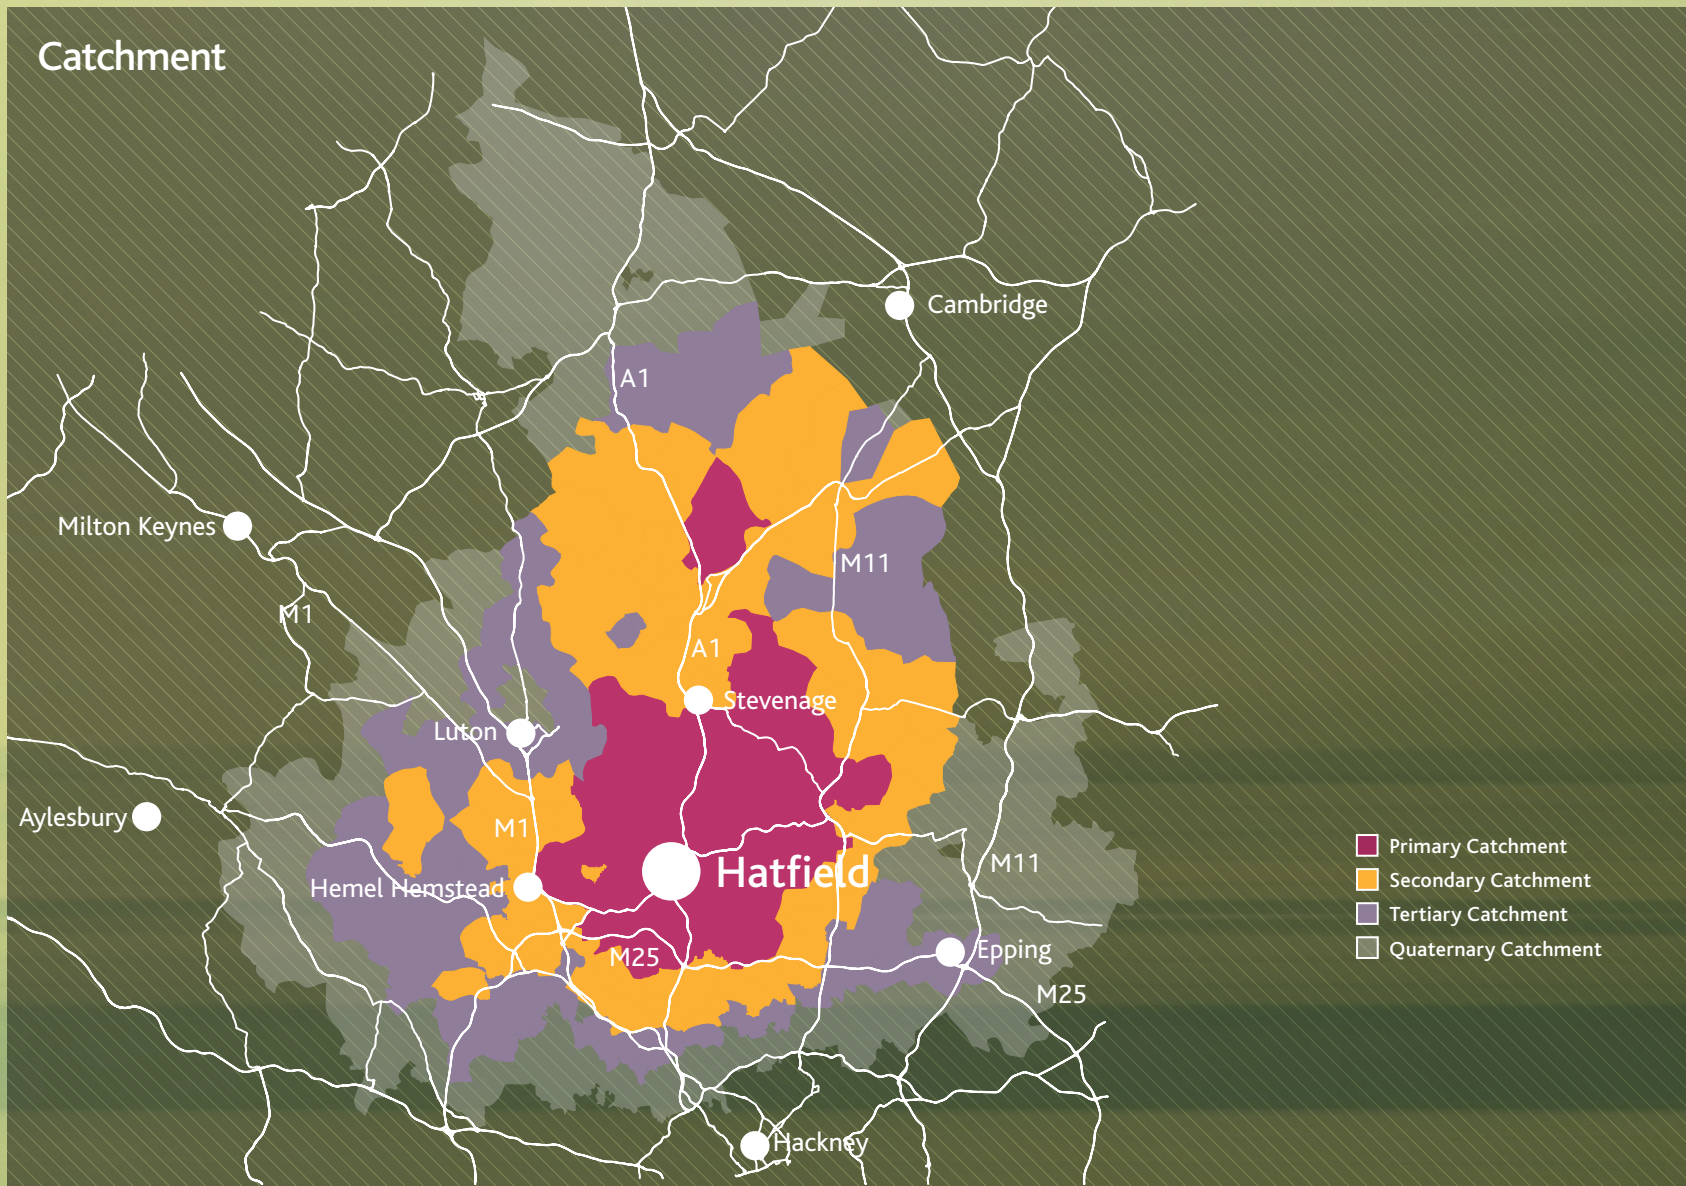 Catchment
Cambridge
A1
Milton Keynes
M11
M1
A1
Stevenage
Luton
Aylesbury
M1
Primary Catchment
M11
Hatfield
Secondary Catchment
Hemel Hemstead
Tertiary Catchment
Quaternary Catchment
Epping
M25
M25
Hackney